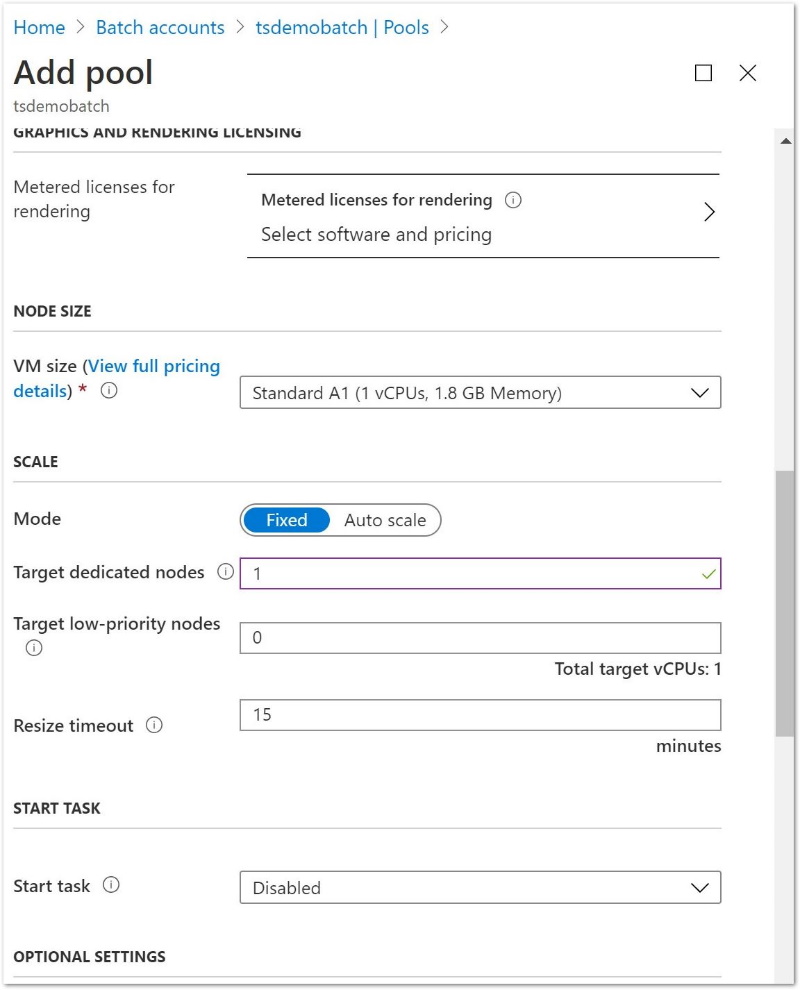 Home > Batch accounts > tsdemobatch | Pools >
Add pool
tsdemobatch
GRAPHICS AND RENDERING LICENSING
Metered licenses for
rendering
Metered licenses for rendering
Select software and pricing
NODE SIZE
VM size (View full pricing
details) *
Standard A1 (1 vCPUs, 1.8 GB Memory)
SCALE
Mode
Fixed Auto scale
Target dedicated nodes
1
Target low-priority nodes
0
Total target vCPUs: 1
Resize timeout
15
minutes
START TASK
Start task
Disabled
OPTIONAL SETTINGS